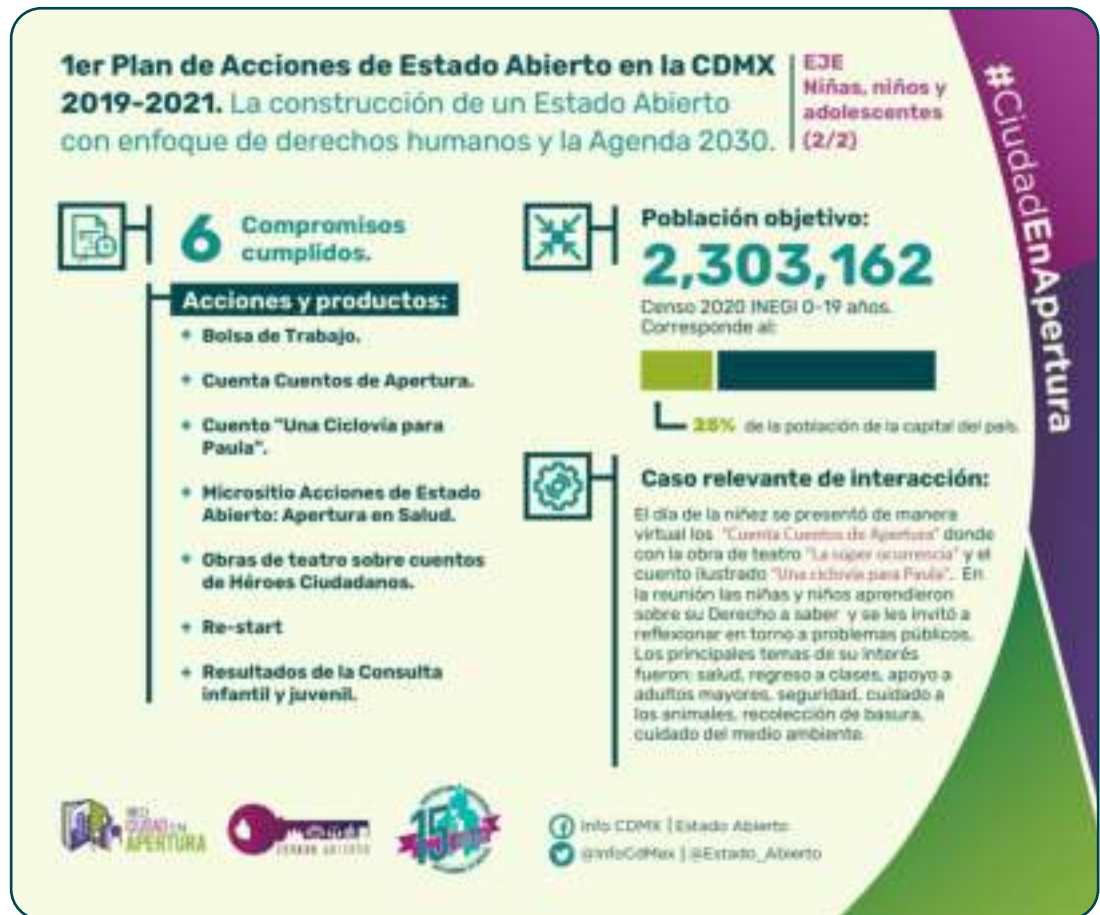 1er Plan de Acciones de Estado Abierto en la CDMX
2019-2021. La construcción de un Estado Abierto
con enfoque de derechos humanos y la Agenda 2030.
EJE
Niñas, niños y
adolescentes
(2/2)
#CiudadEnApertura
6 Compromisos
cumplidos.
Acciones y productos:
Bolsa de Trabajo.
Cuenta Cuentos de Apertura.
Cuento "Una Ciclovía para
Paula".
Micrositio Acciones de Estado
Abierto: Apertura en Salud.
Obras de teatro sobre cuentos
de Héroes Ciudadanos.
Re-start
Resultados de la Consulta
infantil y juvenil.
Población objetivo:
2,303,162
Censo 2020 INEGI 0-19 años.
Corresponde al:
25% de la población de la capital del país.
Caso relevante de interacción:
El día de la niñez se presentó de manera
virtual los "Cuenta Cuentos de Apertura" donde
con la obra de teatro "La súper ocurrencia" y el
cuento ilustrado "Una ciclovía para Paula". En
la reunión las niñas y niños aprendieron
sobre su Derecho a saber y se les invitó a
reflexionar en torno a problemas públicos.
Los principales temas de su interés
fueron: salud, regreso a clases, apoyo a
adultos mayores, seguridad, cuidado a
los animales, recolección de basura,
cuidado del medio ambiente.
RED
CIUDAD EN
APERTURA
ESTADO ABIERTO
15
Info CDMX | Estado Abierto
@InfoCdMex | @Estado_Abierto